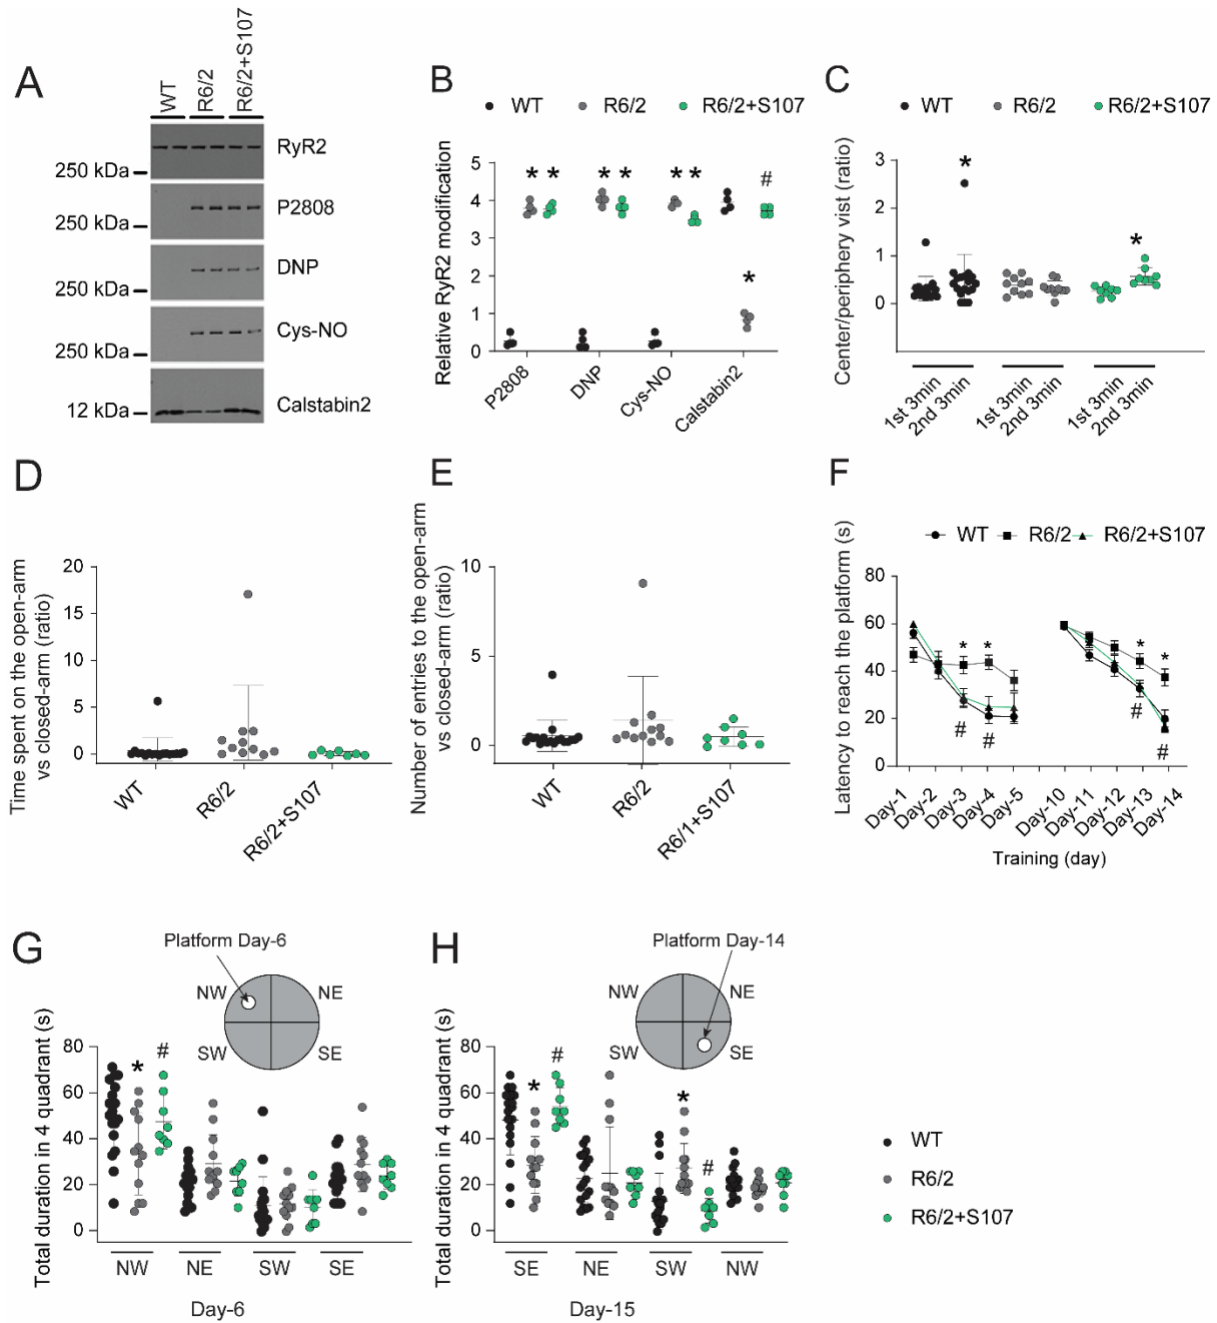 A
WT
R6/2
R6/2+S107
250 kDa
RyR2
250 kDa
P2808
250 kDa
DNP
250 kDa
Cys-NO
12 kDa
Calstabin2
B
WT R6/2 R6/2+S107
Relative RyR2 modification
5
4
3
2
1
0
* * * * * * * #
P2808 DNP Cys-NO Calstabin2
C
WT R6/2 R6/2+S107
Center/periphery vist (ratio)
3
2
1
0
* *
1st 3min 2nd 3min 1st 3min 2nd 3min 1st 3min 2nd 3min
D
Time spent on the open-arm
vs closed-arm (ratio)
20
15
10
5
0
WT R6/2 R6/2+S107
E
Number of entries to the open-arm
vs closed-arm (ratio)
10
5
0
WT R6/2 R6/1+S107
F
WT R6/2 R6/2+S107
Latency to reach the platform (s)
80
60
40
20
0
* * * *
# # # #
Day-1 Day-2 Day-3 Day-4 Day-5 Day-10 Day-11 Day-12 Day-13 Day-14
Training (day)
G
Platform Day-6
NW NE
SW SE
Total duration in 4 quadrant (s)
80
60
40
20
0
* #
NW NE SW SE
Day-6
H
Platform Day-14
NW NE
SW SE
Total duration in 4 quadrant (s)
80
60
40
20
0
* # * #
SE NE SW NW
Day-15
WT
R6/2
R6/2+S107